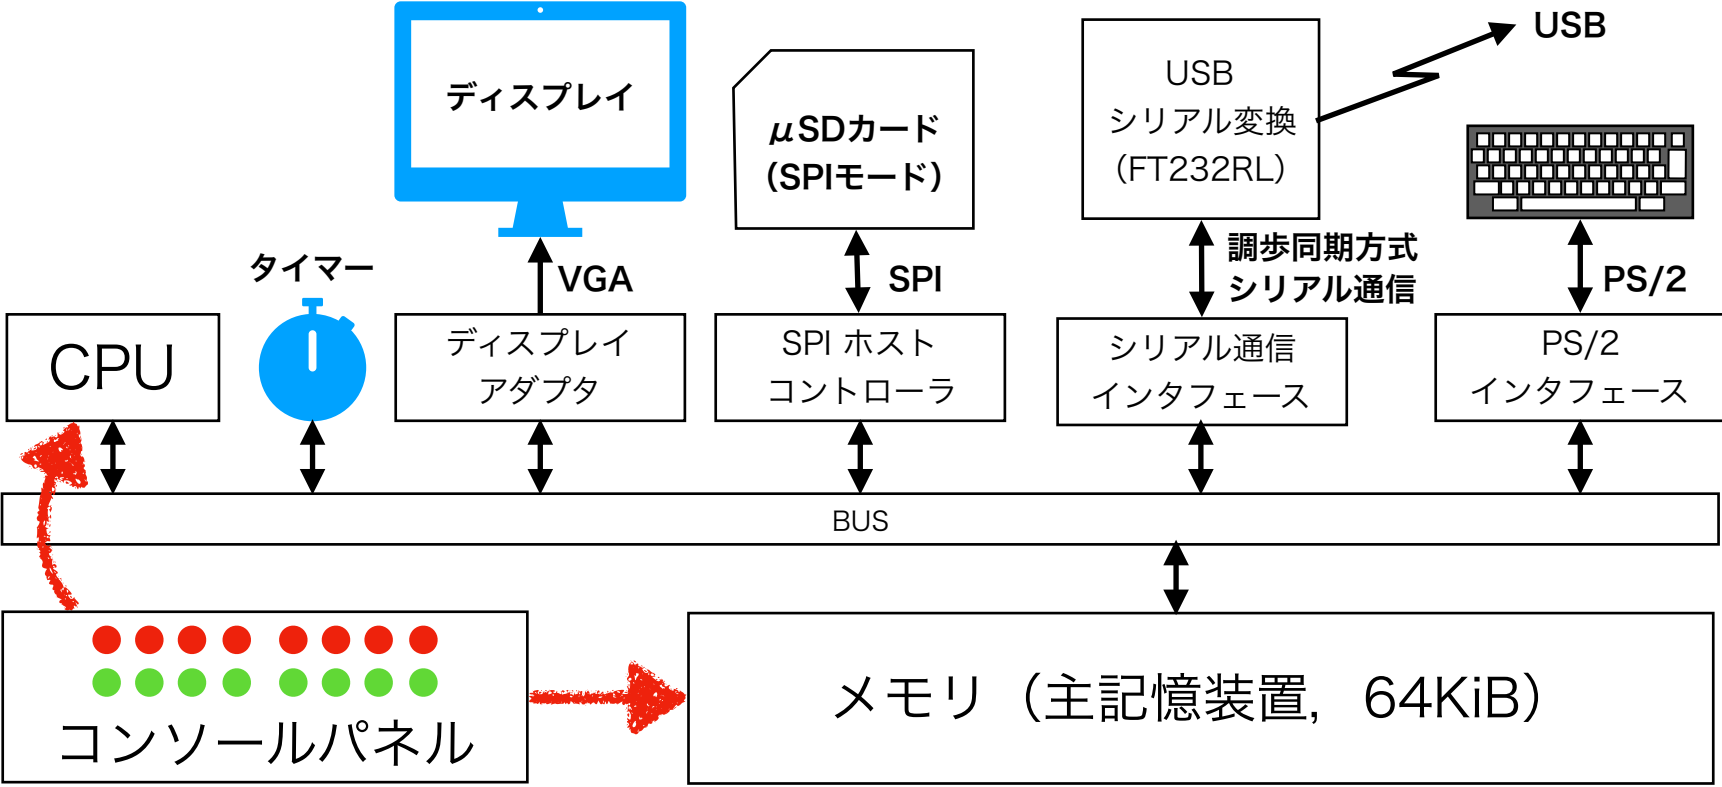 USB
ディスプレイ
μSDカード
（SPIモード）
USB
シリアル変換
（FT232RL）
タイマー
VGA
SPI
調歩同期方式
シリアル通信
PS/2
CPU
ディスプレイ
アダプタ
SPI ホスト
コントローラ
シリアル通信
インタフェース
PS/2
インタフェース
BUS
コンソールパネル
メモリ（主記憶装置, 64KiB）